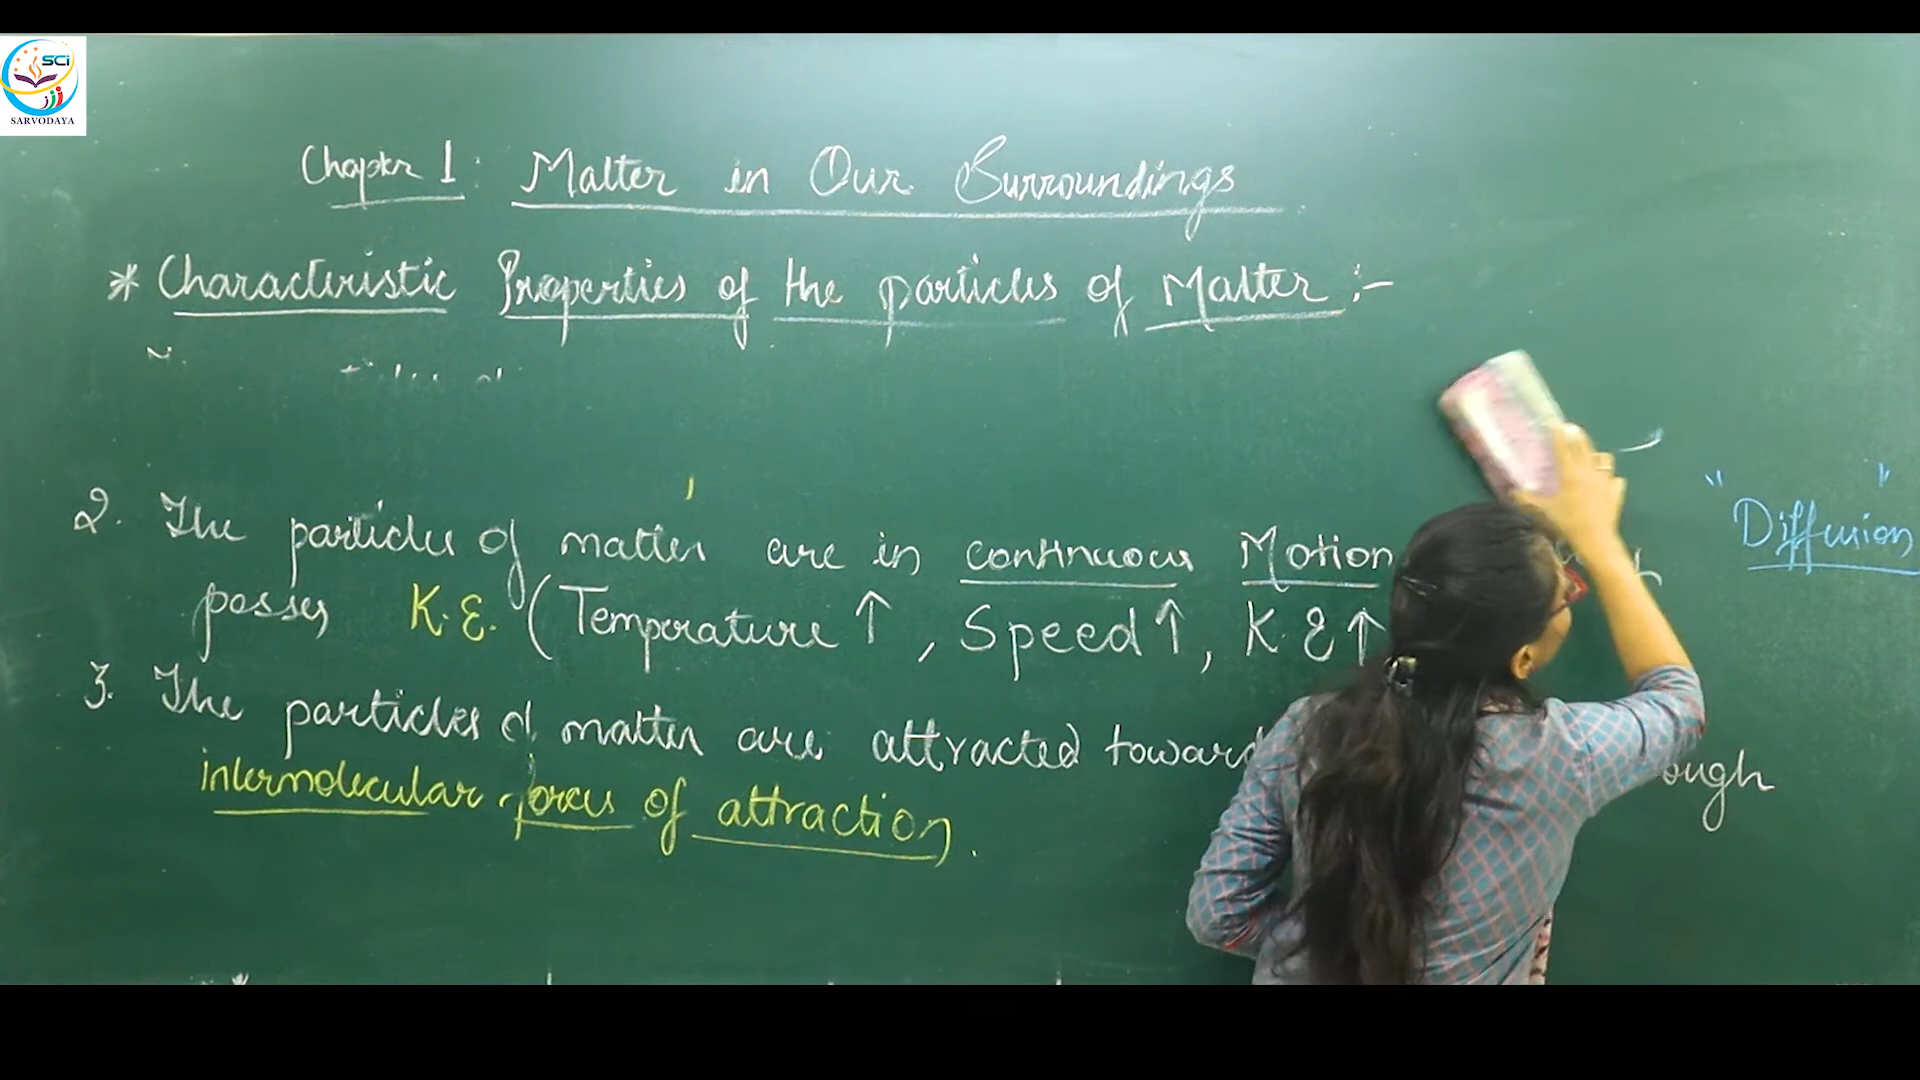 SCi
SARVODAYA
Chapter 1: Matter in Our Surroundings
* Characteristic Properties of the particles of Matter :-
"Diffusion"
2. The particles of matter are in continuous Motion
posses K.E. (Temperature ↑, Speed ↑, K.E ↑
3. The particles of matter are attracted toward
intermolecular forces of attraction.